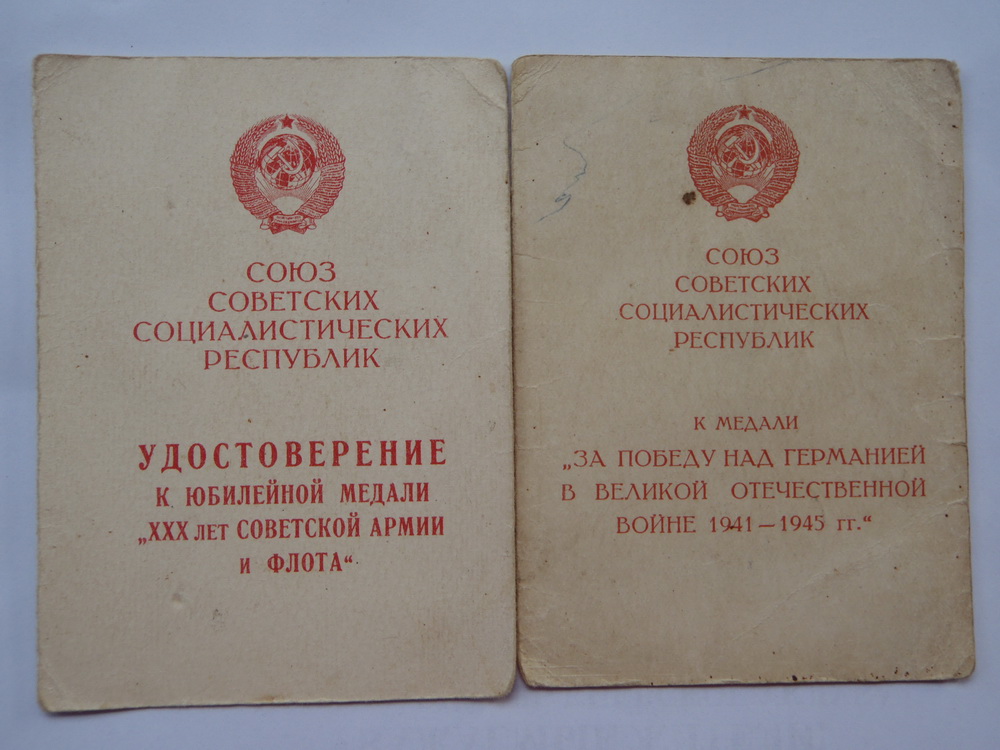 СОЮЗ
СОВЕТСКИХ
СОЦИАЛИСТИЧЕСКИХ
РЕСПУБЛИК
УДОСТОВЕРЕНИЕ
К ЮБИЛЕЙНОЙ МЕДАЛИ
„XXX ЛЕТ СОВЕТСКОЙ АРМИИ
И ФЛОТА“
СОЮЗ
СОВЕТСКИХ
СОЦИАЛИСТИЧЕСКИХ
РЕСПУБЛИК
К МЕДАЛИ
„ЗА ПОБЕДУ НАД ГЕРМАНИЕЙ
В ВЕЛИКОЙ ОТЕЧЕСТВЕННОЙ
ВОЙНЕ 1941 — 1945 гг.“